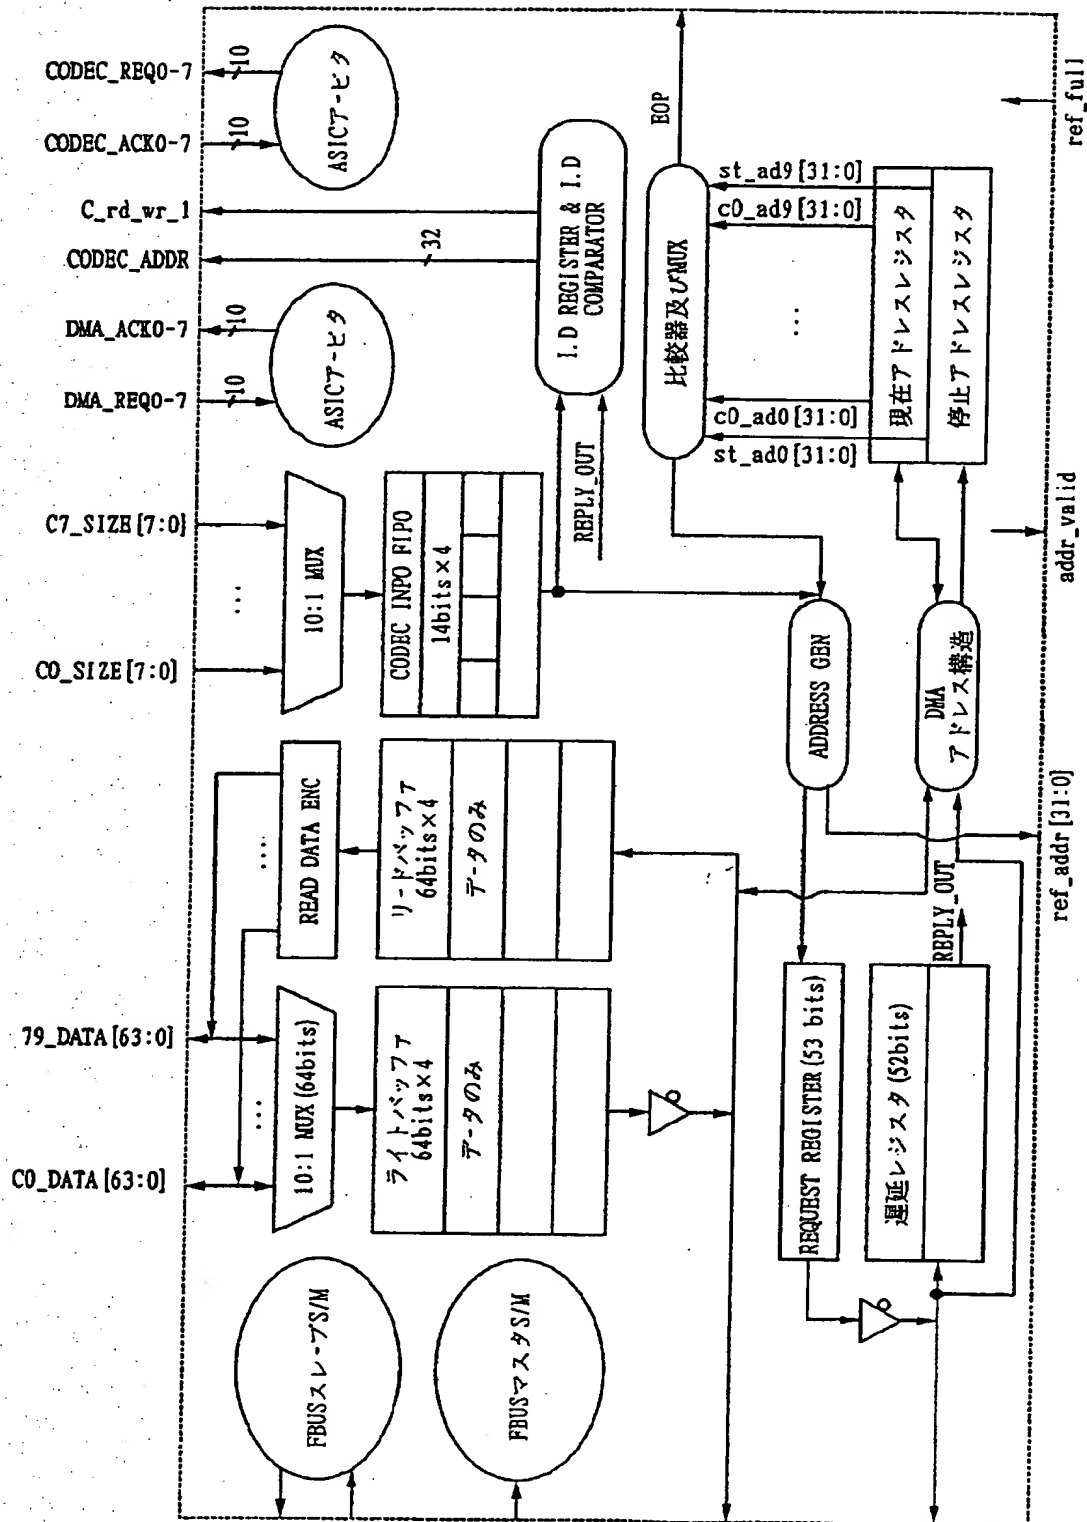 CODEC_REQ0-7
10
CODEC_ACK0-7
10
ASICアービタ
C_rd_wr_1
CODEC_ADDR
32
DMA_ACK0-7
10
DMA_REQ0-7
10
ASICアービタ
I.D REGISTER & I.D
COMPARATOR
REPLY_OUT
EOP
比較器及びMUX
st_ad9[31:0]
c0_ad9[31:0]
...
c0_ad0[31:0]
st_ad0[31:0]
現在アドレスレジスタ
停止アドレスレジスタ
ref_full
C7_SIZE[7:0]
...
C0_SIZE[7:0]
10:1 MUX
CODEC INPO FIPO
14bits×4
ADDRESS GEN
DMA
アドレス構造
addr_valid
ref_addr[31:0]
79_DATA[63:0]
C0_DATA[63:0]
READ DATA ENC
....
リードバッファ
64bits×4
データのみ
10:1 MUX(64bits)
...
ライトバッファ
64bits×4
データのみ
REQUEST REGISTER(53 bits)
遅延レジスタ(52bits)
REPLY_OUT
FBUSスレーブS/M
FBUSマスタS/M